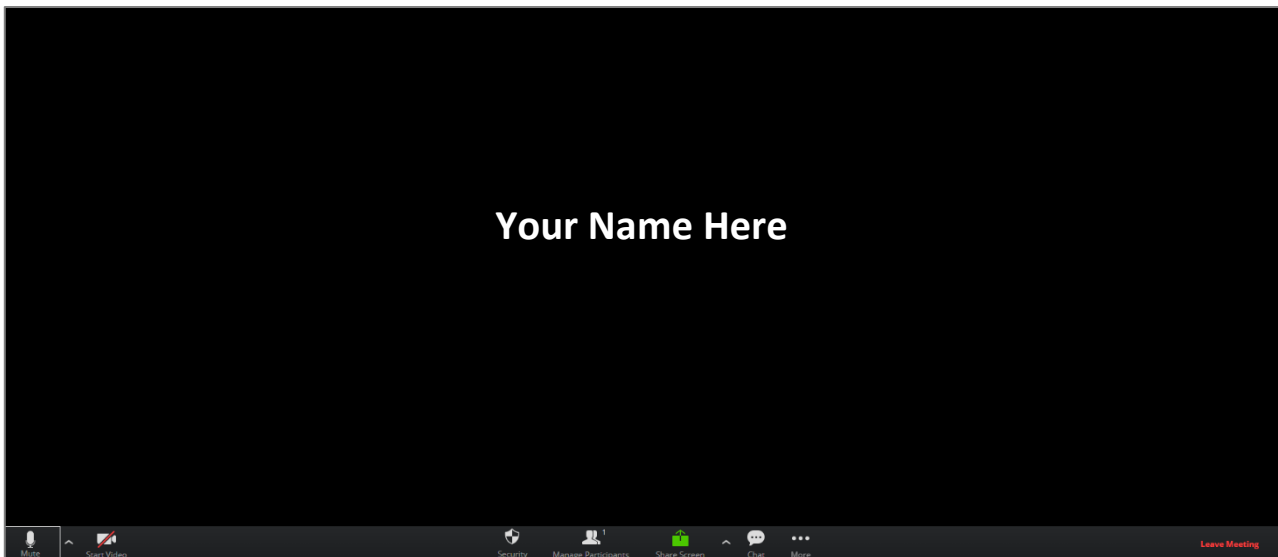 Your Name Here
1
Mute
Start Video
Security
Manage Participants
Share Screen
Chat
More
Leave Meeting